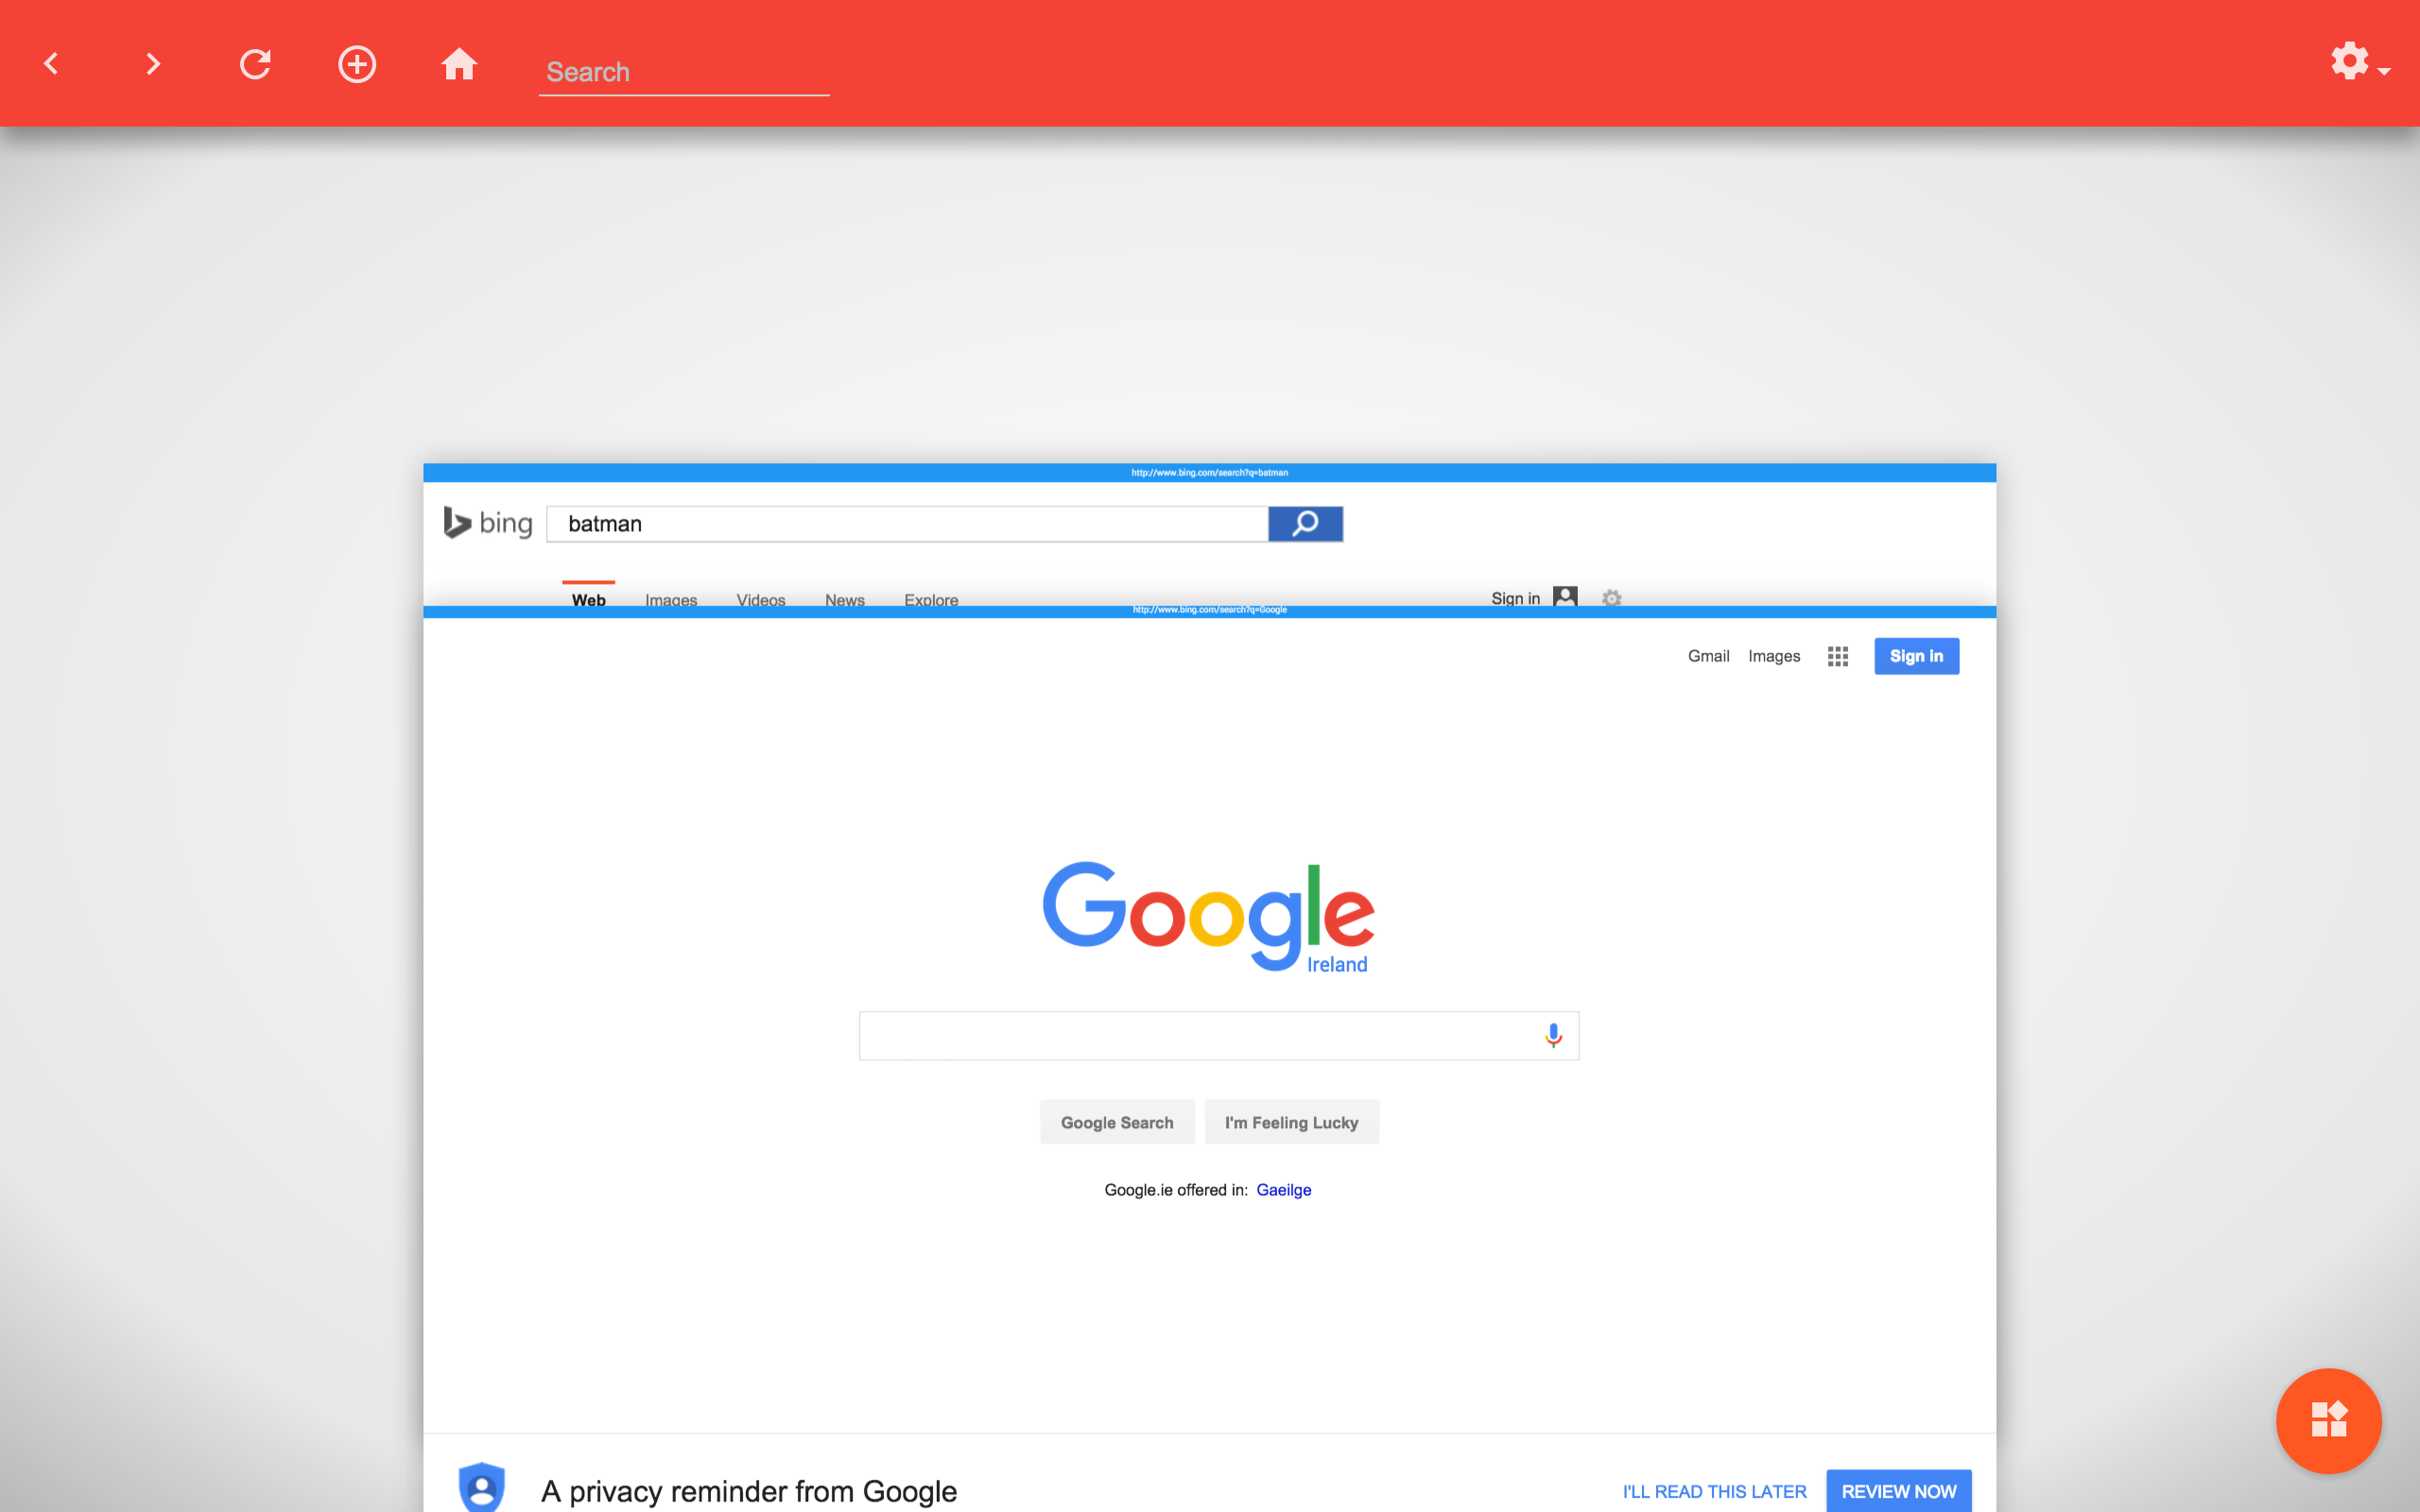 Search
http://www.bing.com/search?q=batman
bing batman
Web Images Videos News Explore Sign in
http://www.bing.com/search?q=Google
Gmail Images Sign in
Google
Ireland
Google Search I'm Feeling Lucky
Google.ie offered in: Gaeilge
A privacy reminder from Google I'LL READ THIS LATER REVIEW NOW